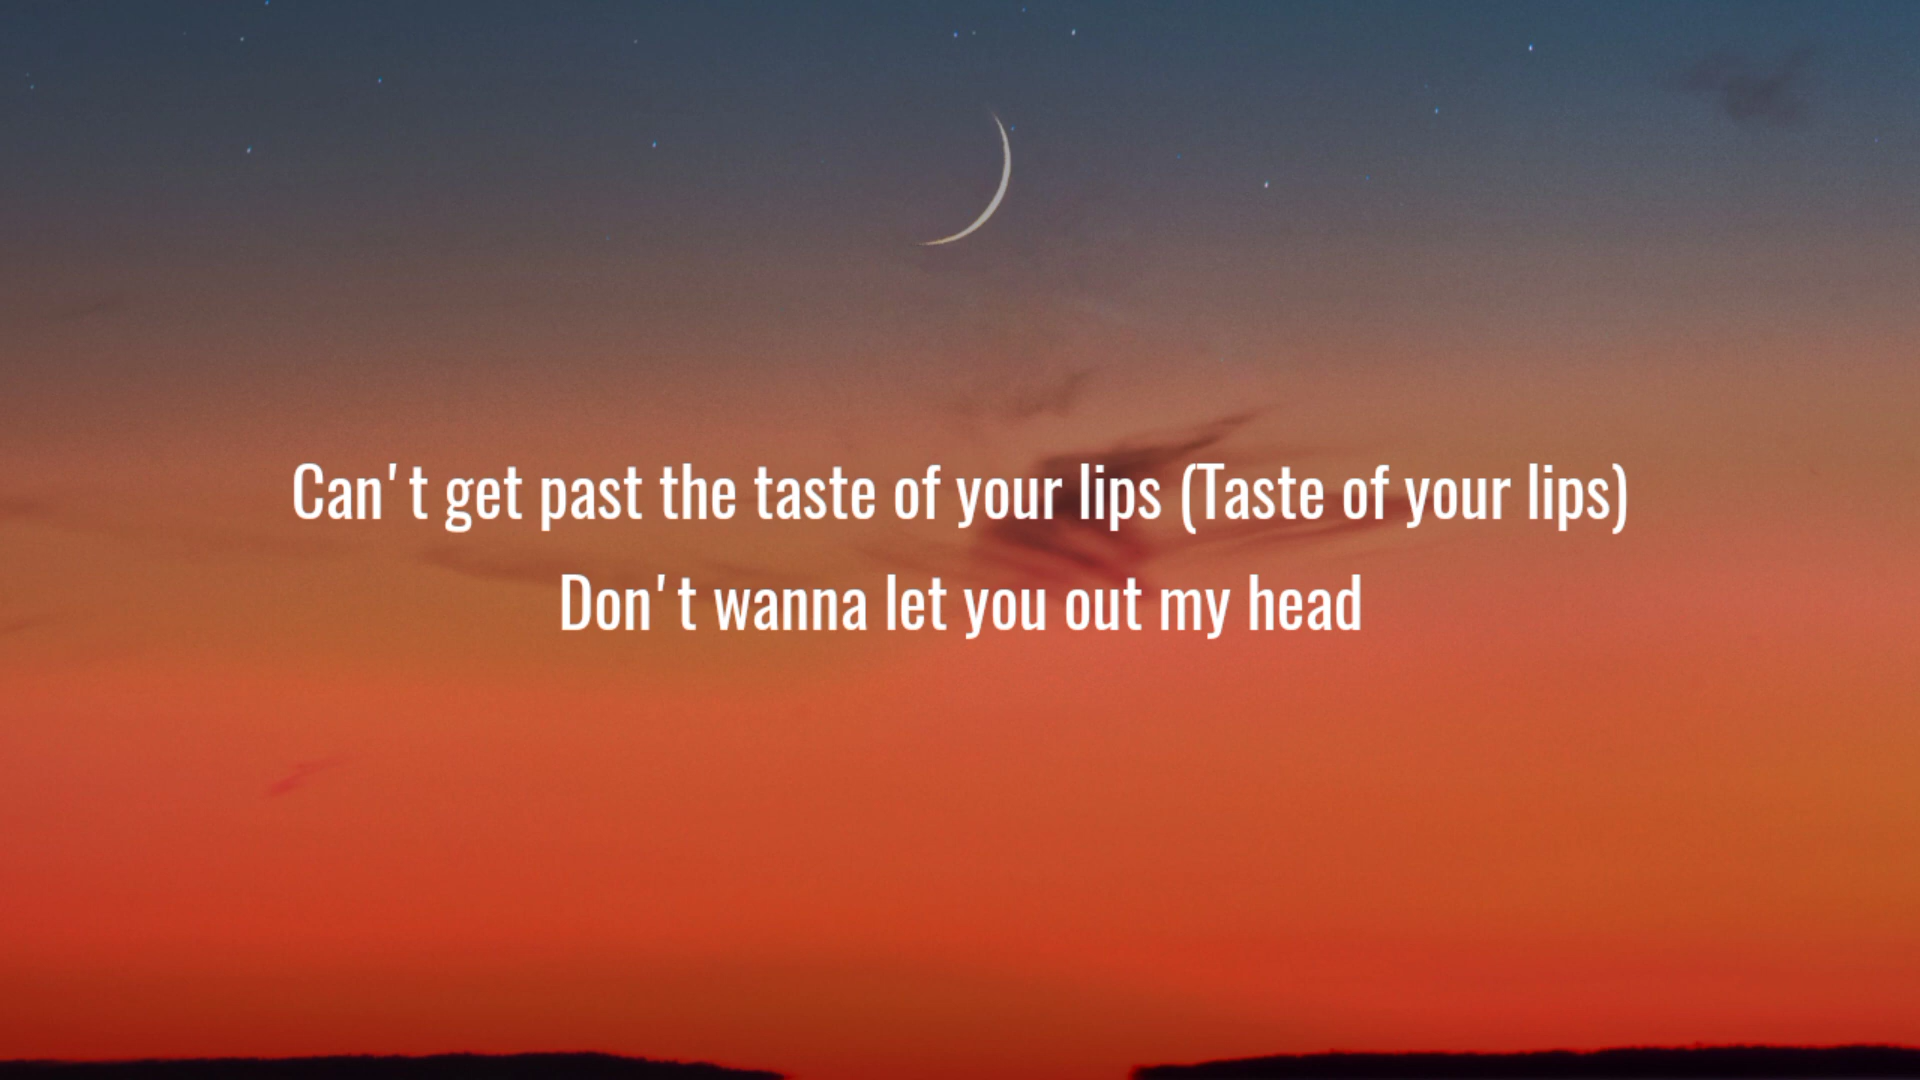 Can't get past the taste of your lips (Taste of your lips)
Don't wanna let you out my head